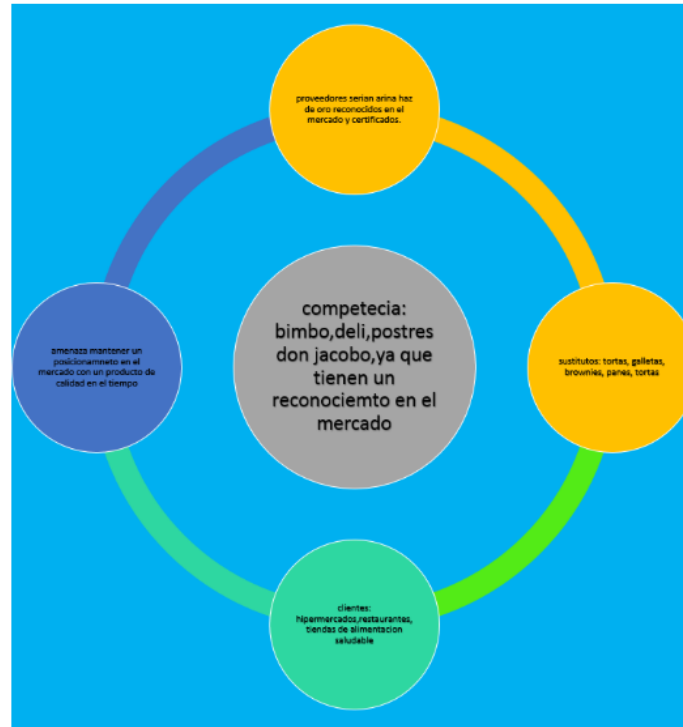 proveedores serian arina haz
de oro reconocidos en el
mercado y certificados.
competecia:
bimbo,deli,postres
don jacobo,ya que
tienen un
reconociemto en el
mercado
amenaza mantener un
posicionamneto en el
mercado con un producto de
calidad en el tiempo
sustitutos: tortas, galletas,
brownies, panes, tortas
clientes:
hipermercados,restaurantes,
tiendas de alimentacion
saludable